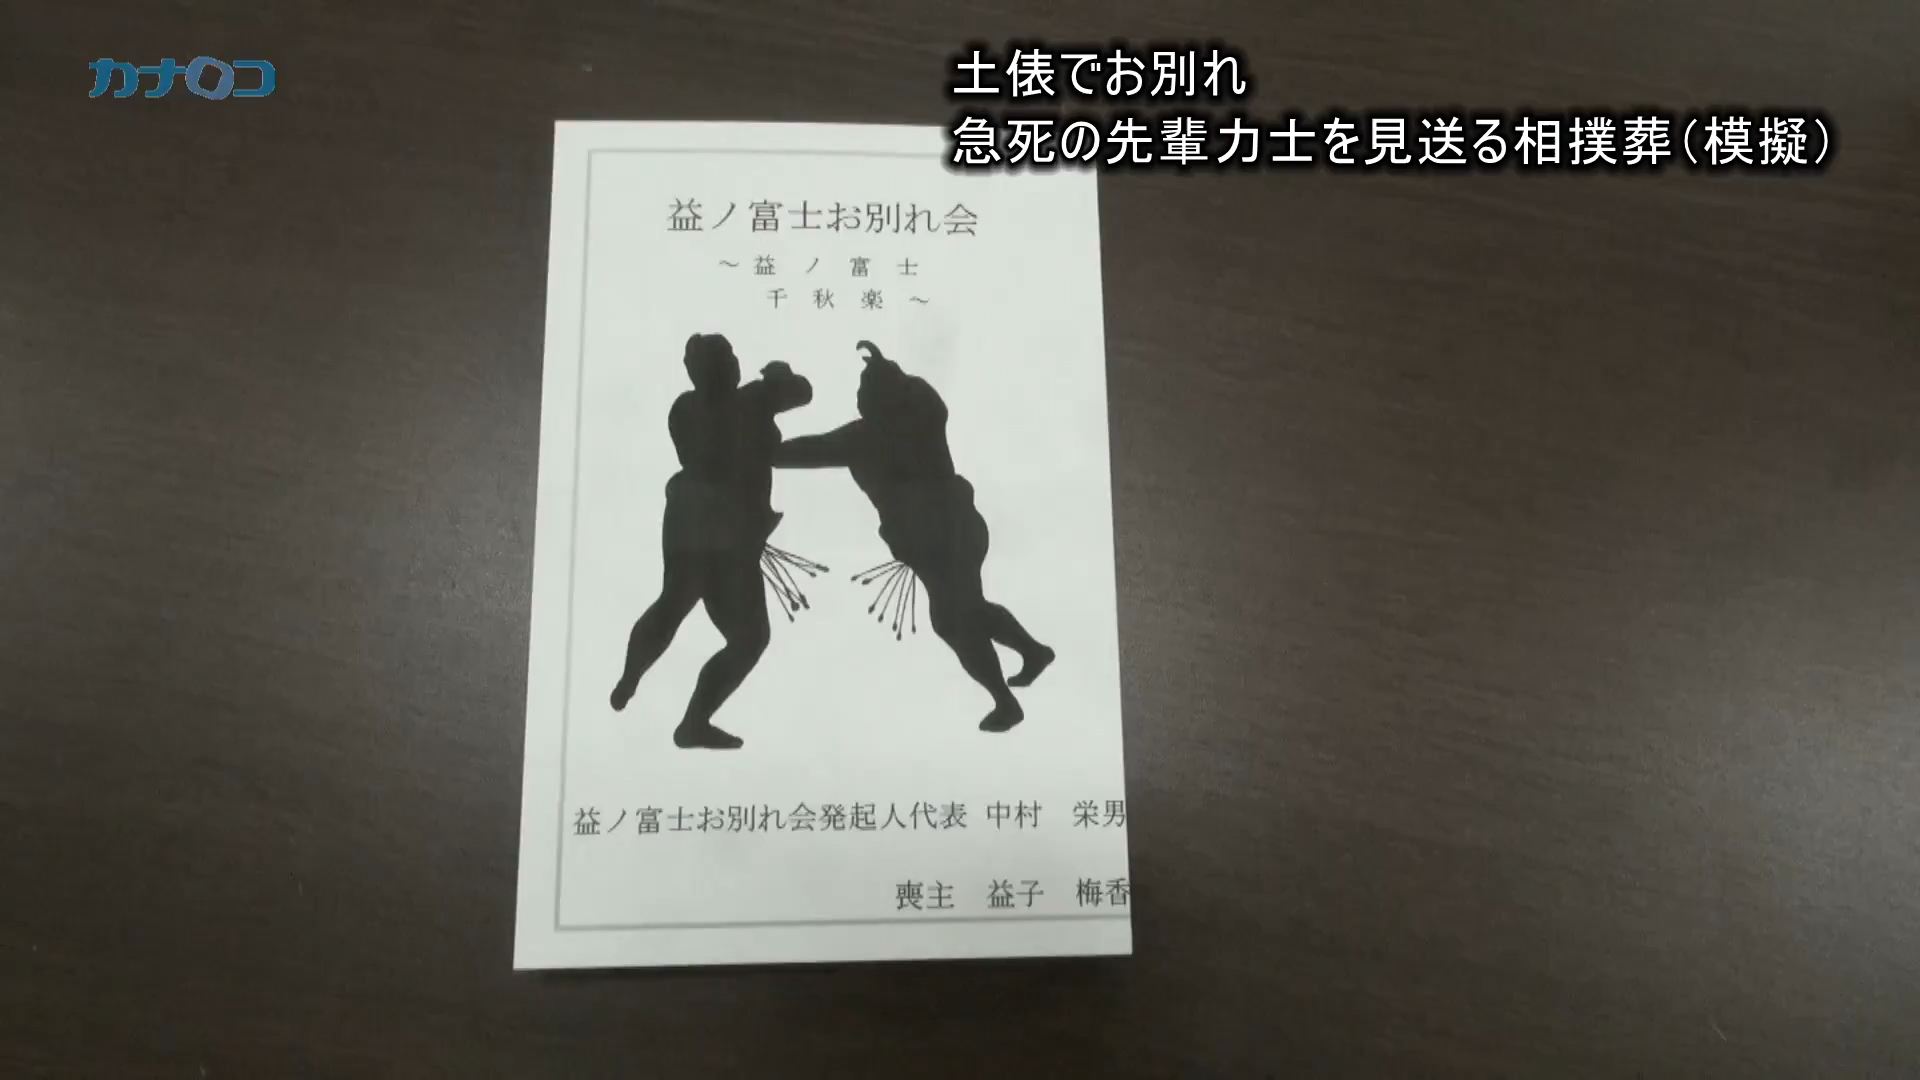 カナロコ
土俵でお別れ
急死の先輩力士を見送る相撲葬（模擬）
益ノ富士お別れ会
～益ノ富士
千秋楽～
益ノ富士お別れ会発起人代表 中村 栄男
喪主 益子 梅香